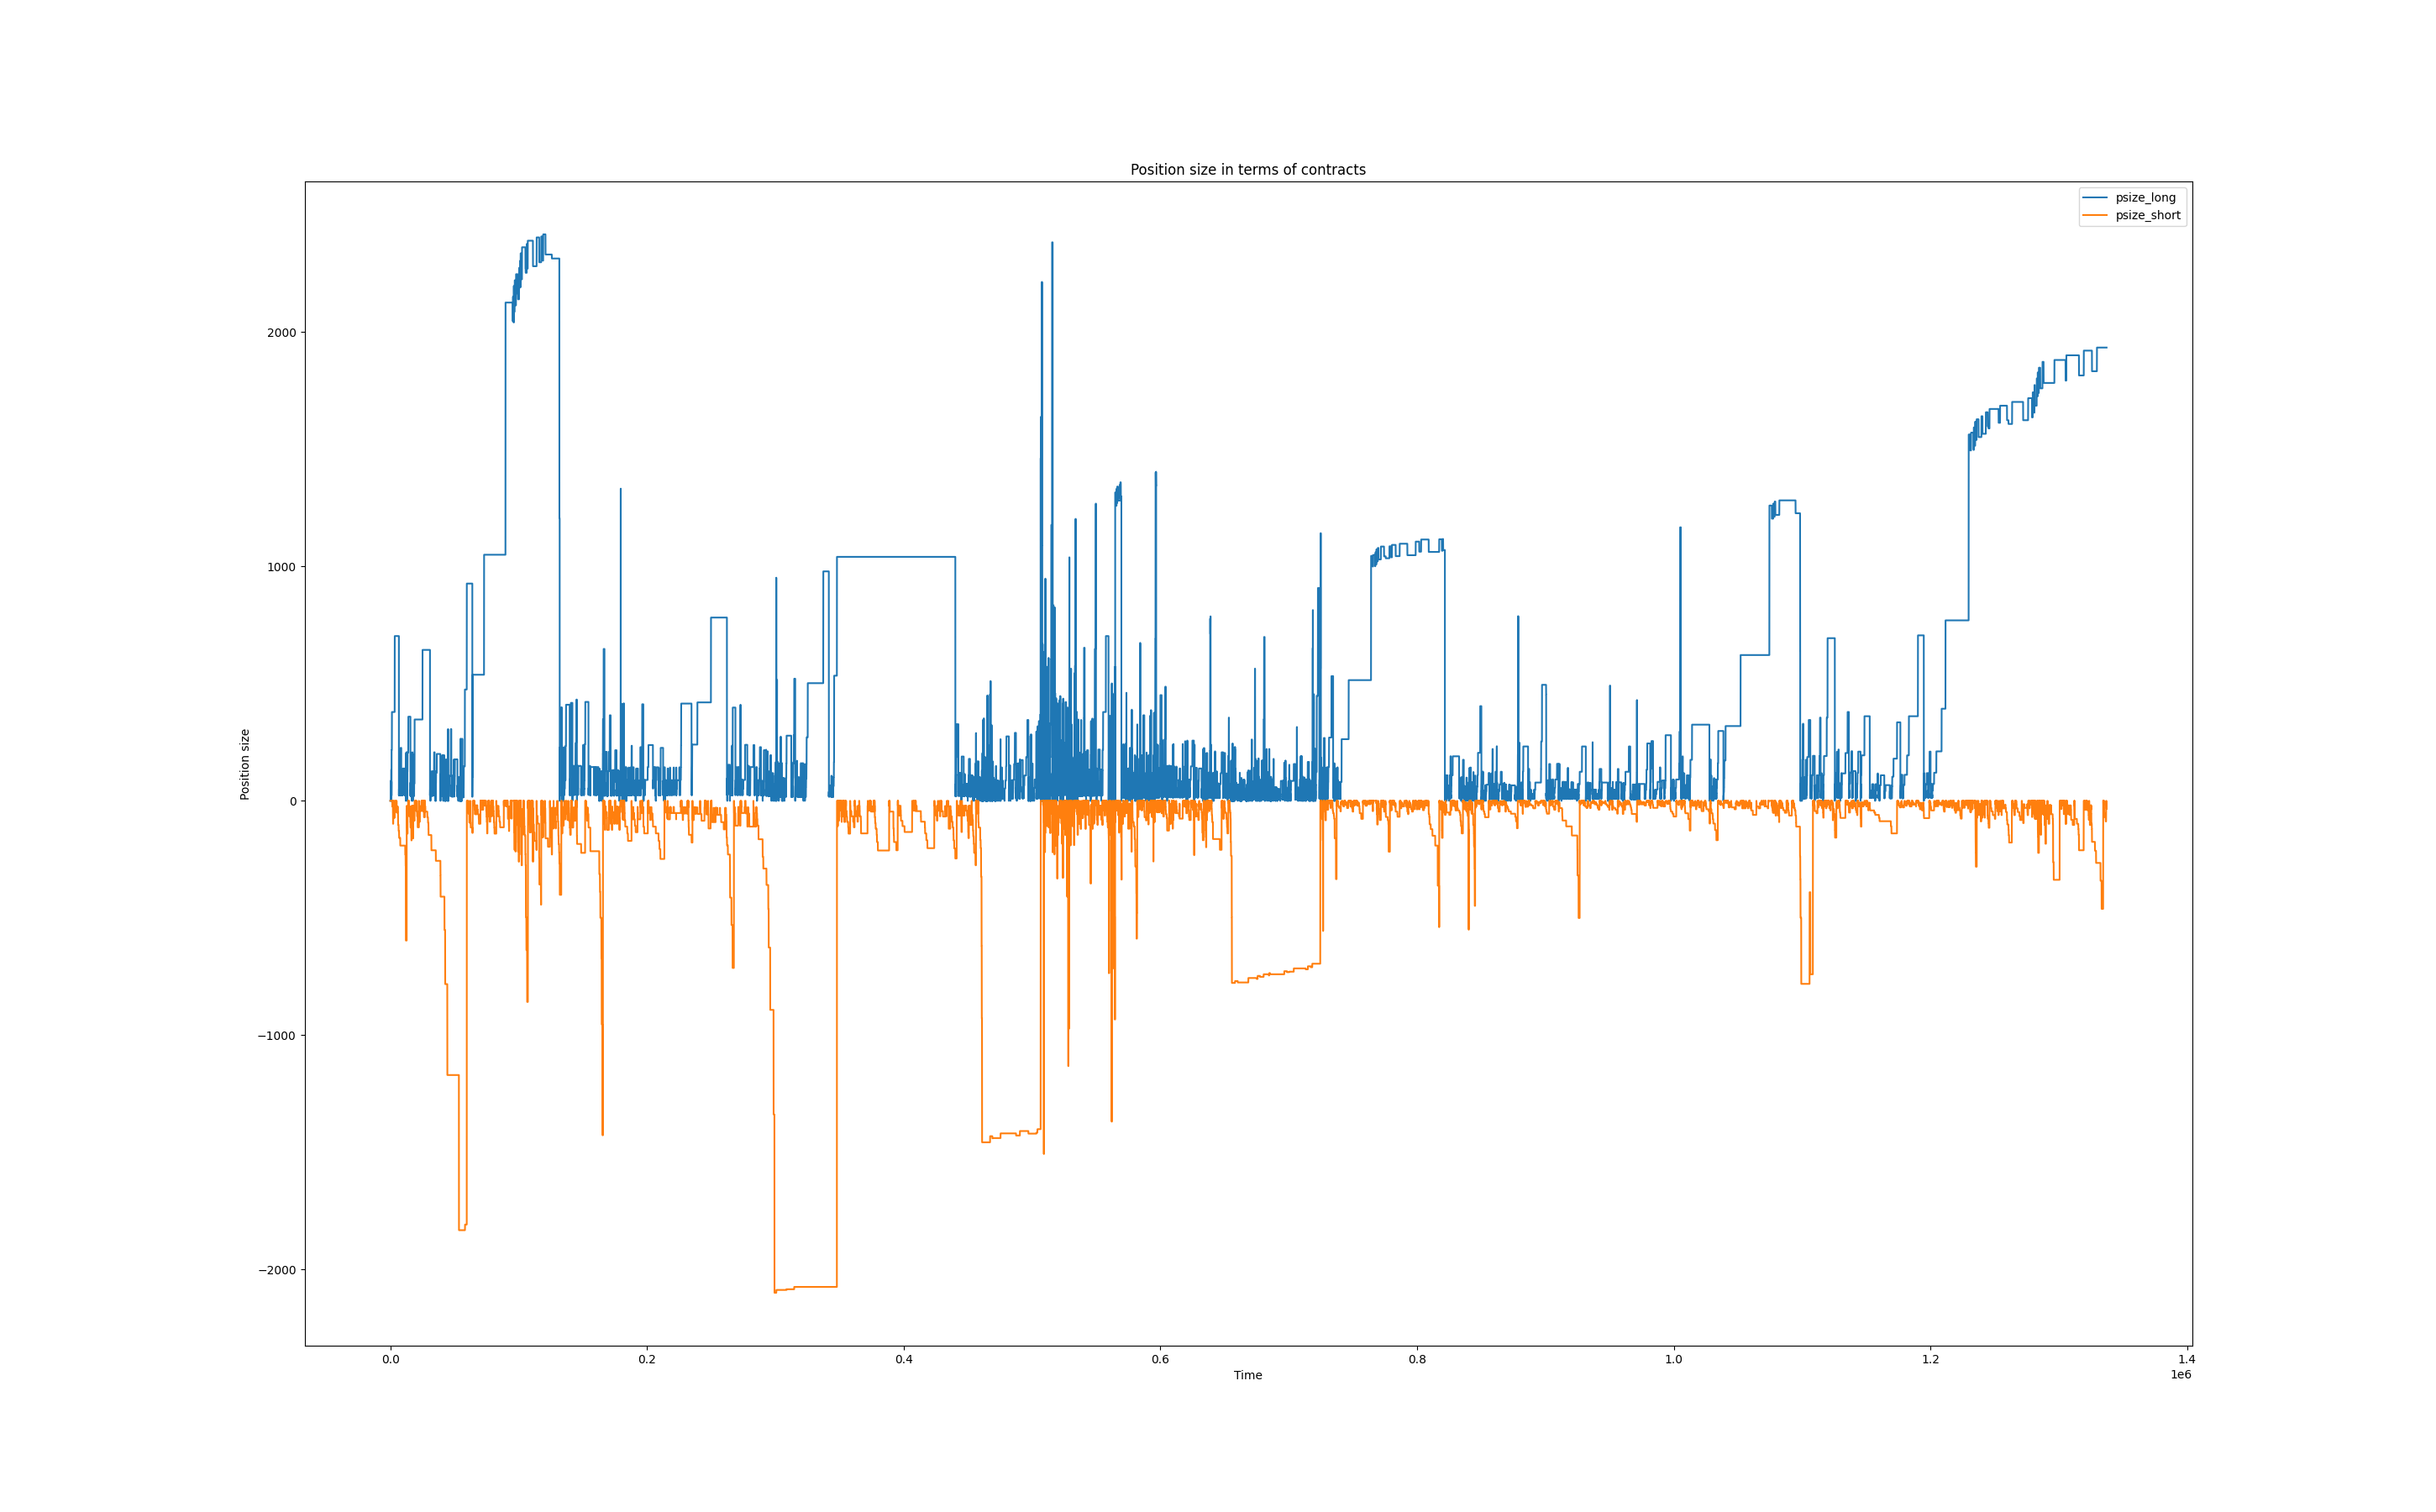 Position size in terms of contracts
psize_long
psize_short
Position size
2000
1000
0
−1000
−2000
0.0
0.2
0.4
0.6
0.8
1.0
1.2
1.4
1e6
Time